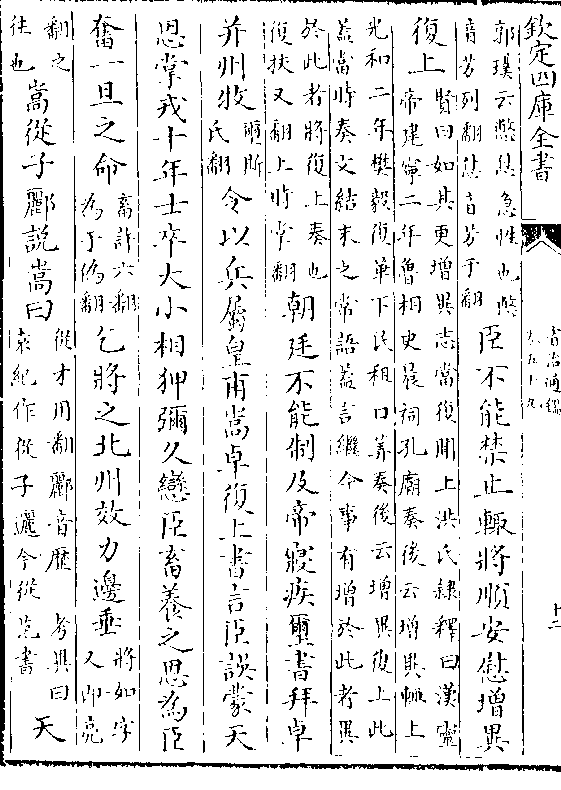 欽定四庫全書
資治通鑑
卷五十九
十二
郭璞云憋怤急性也憋
音芳列翻怤音芳于翻
臣不能禁止輒將順安慰增異
復上
賢曰如其更增異志當復聞上洪氏隸釋曰漢靈
帝建寧二年魯相史晨祠孔廟奏後云增異輒上
光和二年樊毅復華下民租口算奏後云增異復上此
蓋當時奏文結末之常語蓋言繼今事有增於此者異
於此者將復上奏也
復扶又翻上時掌翻
朝廷不能制及帝寢疾璽書拜卓
并州牧
璽斯
氏翻
令以兵屬皇甫嵩卓復上書言臣誤蒙天
恩掌戎十年士卒大小相狎彌久戀臣畜養之恩為臣
奮一旦之命
畜許六翻
為于偽翻
乞將之北州效力邊垂
將如字
又即亮
翻之
往也
嵩從子酈說嵩曰
從才用翻酈音歷 考異曰
袁紀作從子邐今從范書
天